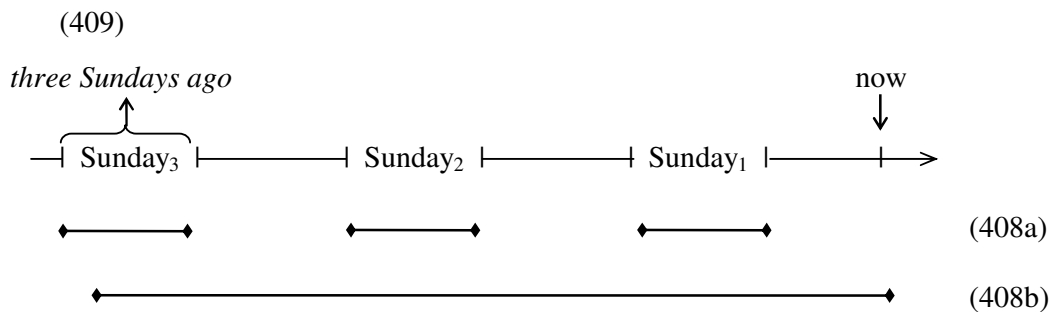 (409)
three Sundays ago
now
Sunday₃ Sunday₂ Sunday₁
(408a)
(408b)